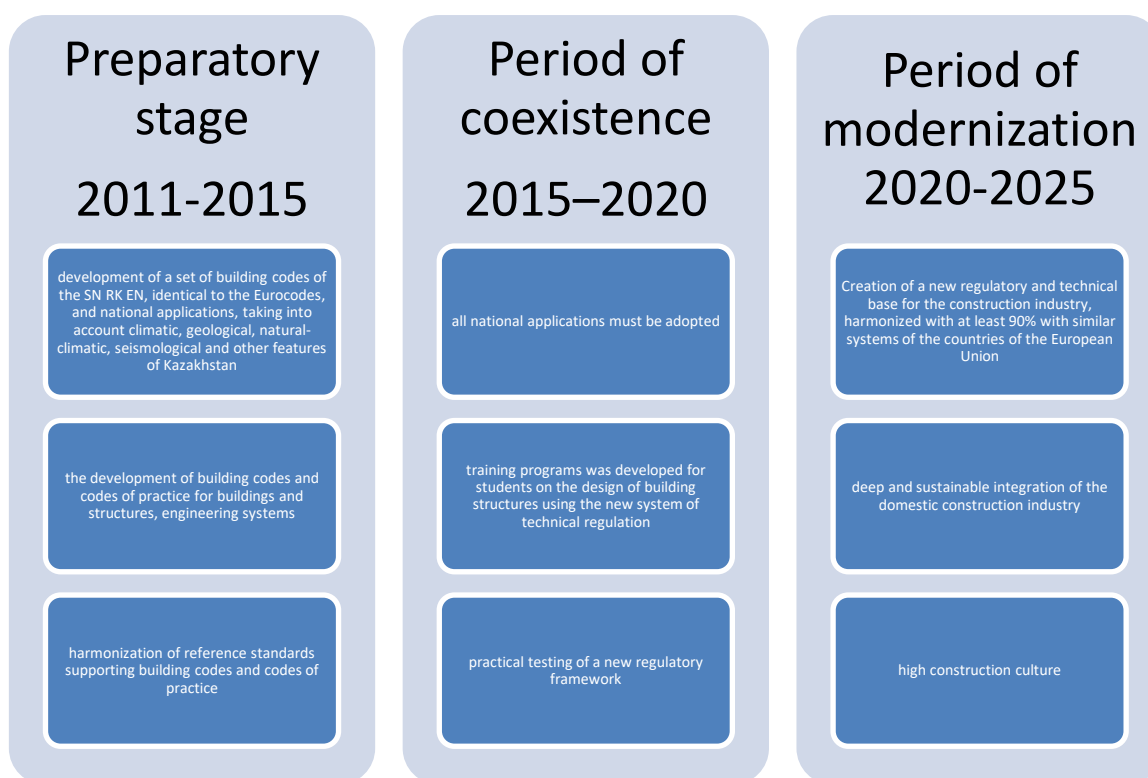 Preparatory
stage
2011-2015
development of a set of building codes of
the SN RK EN, identical to the Eurocodes,
and national applications, taking into
account climatic, geological, natural-
climatic, seismological and other features
of Kazakhstan
the development of building codes and
codes of practice for buildings and
structures, engineering systems
harmonization of reference standards
supporting building codes and codes of
practice
Period of
coexistence
2015–2020
all national applications must be adopted
training programs was developed for
students on the design of building
structures using the new system of
technical regulation
practical testing of a new regulatory
framework
Period of
modernization
2020-2025
Creation of a new regulatory and technical
base for the construction industry,
harmonized with at least 90% with similar
systems of the countries of the European
Union
deep and sustainable integration of the
domestic construction industry
high construction culture